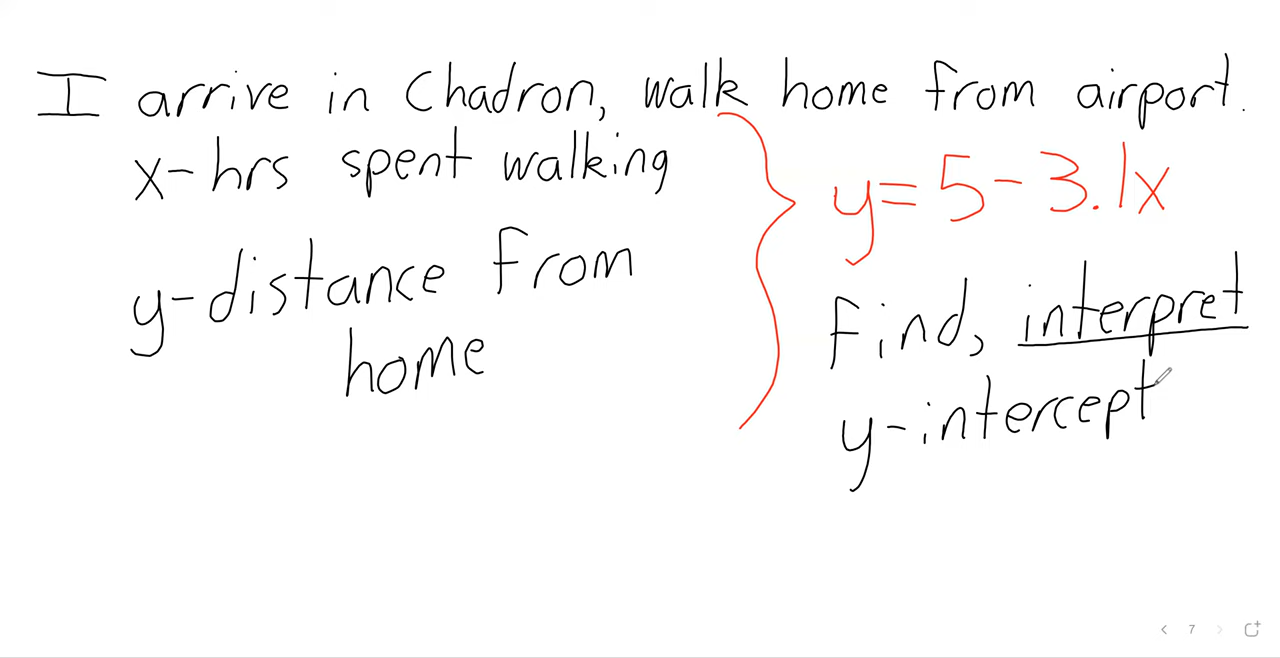 I arrive in Chadron, walk home from airport.
x-hrs spent walking
y-distance from
home
y=5-3.1x
Find, interpret
y-intercept
7